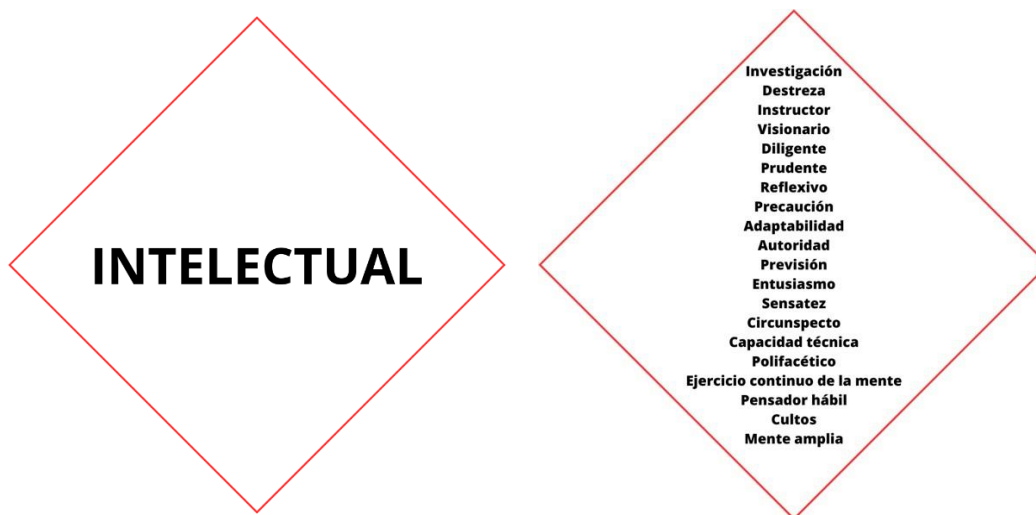 INTELECTUAL
Investigación
Destreza
Instructor
Visionario
Diligente
Prudente
Reflexivo
Precaución
Adaptabilidad
Autoridad
Previsión
Entusiasmo
Sensatez
Circunspecto
Capacidad técnica
Polifacético
Ejercicio continuo de la mente
Pensador hábil
Cultos
Mente amplia